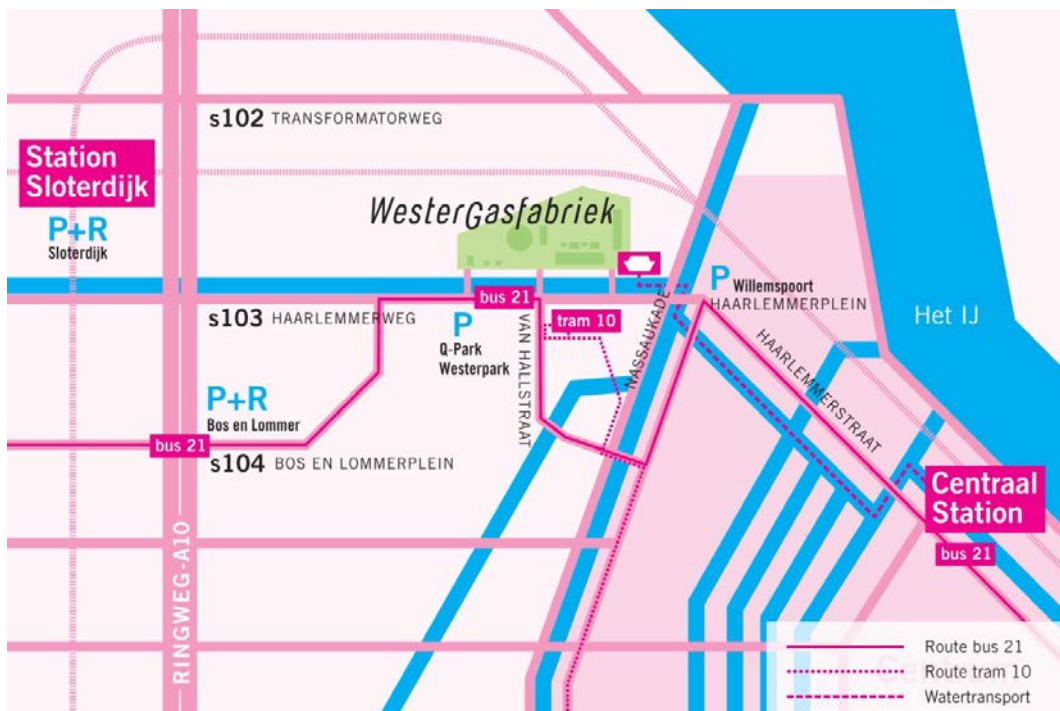 s102 TRANSFORMATORWEG
Station
Sloterdijk
P+R
Sloterdijk
WesterGasfabriek
bus 21
s103 HAARLEMMERWEG
P
Q-Park
Westerpark
VAN HALLSTRAAT
tram 10
NASSAUKADE
P Willemspoort
HAARLEMMERPLEIN
Het IJ
HAARLEMMERSTRAAT
P+R
Bos en Lommer
bus 21
s104 BOS EN LOMMERPLEIN
RINGWEG-A10
Centraal
Station
bus 21
Centrum
Route bus 21
Route tram 10
Watertransport